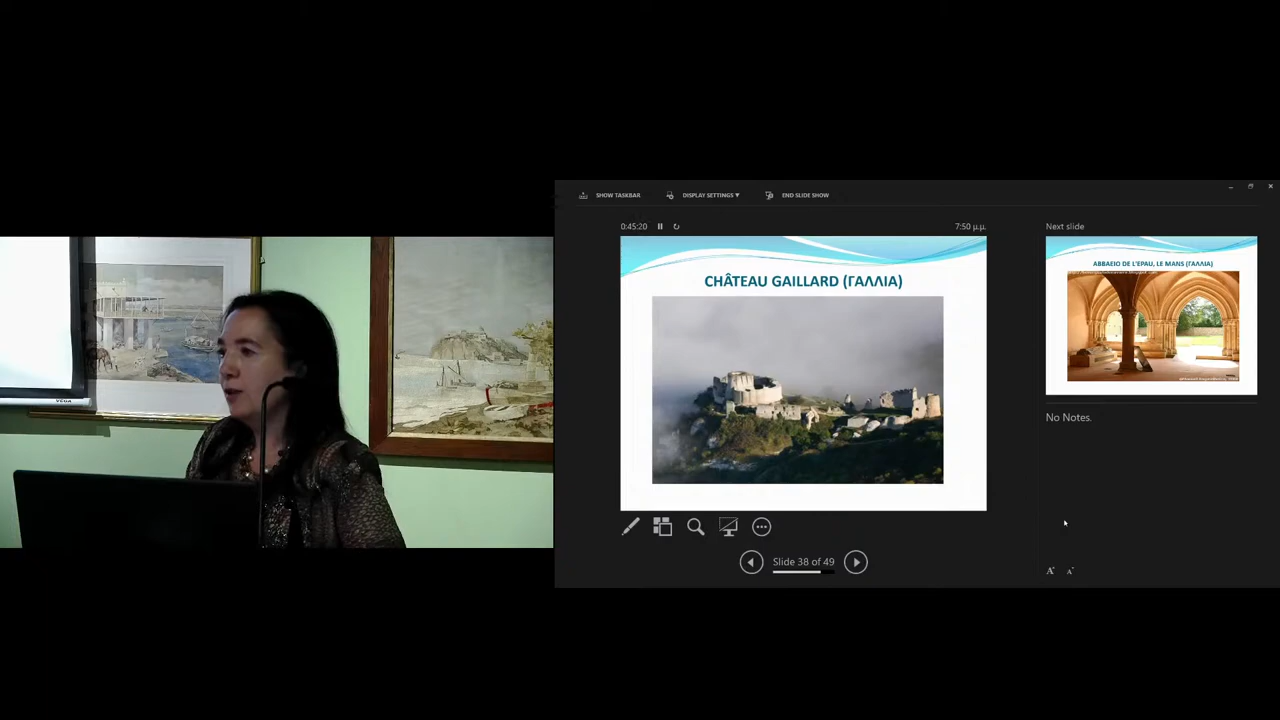 VEGA
SHOW TASKBAR
DISPLAY SETTINGS ▾
END SLIDE SHOW
0:45:20
7:50 μ.μ.
CHÂTEAU GAILLARD (ΓΑΛΛΙΑ)
Slide 38 of 49
Next slide
ΑΒΒΑΕΙΟ DE L'EPAU, LE MANS (ΓΑΛΛΙΑ)
No Notes.